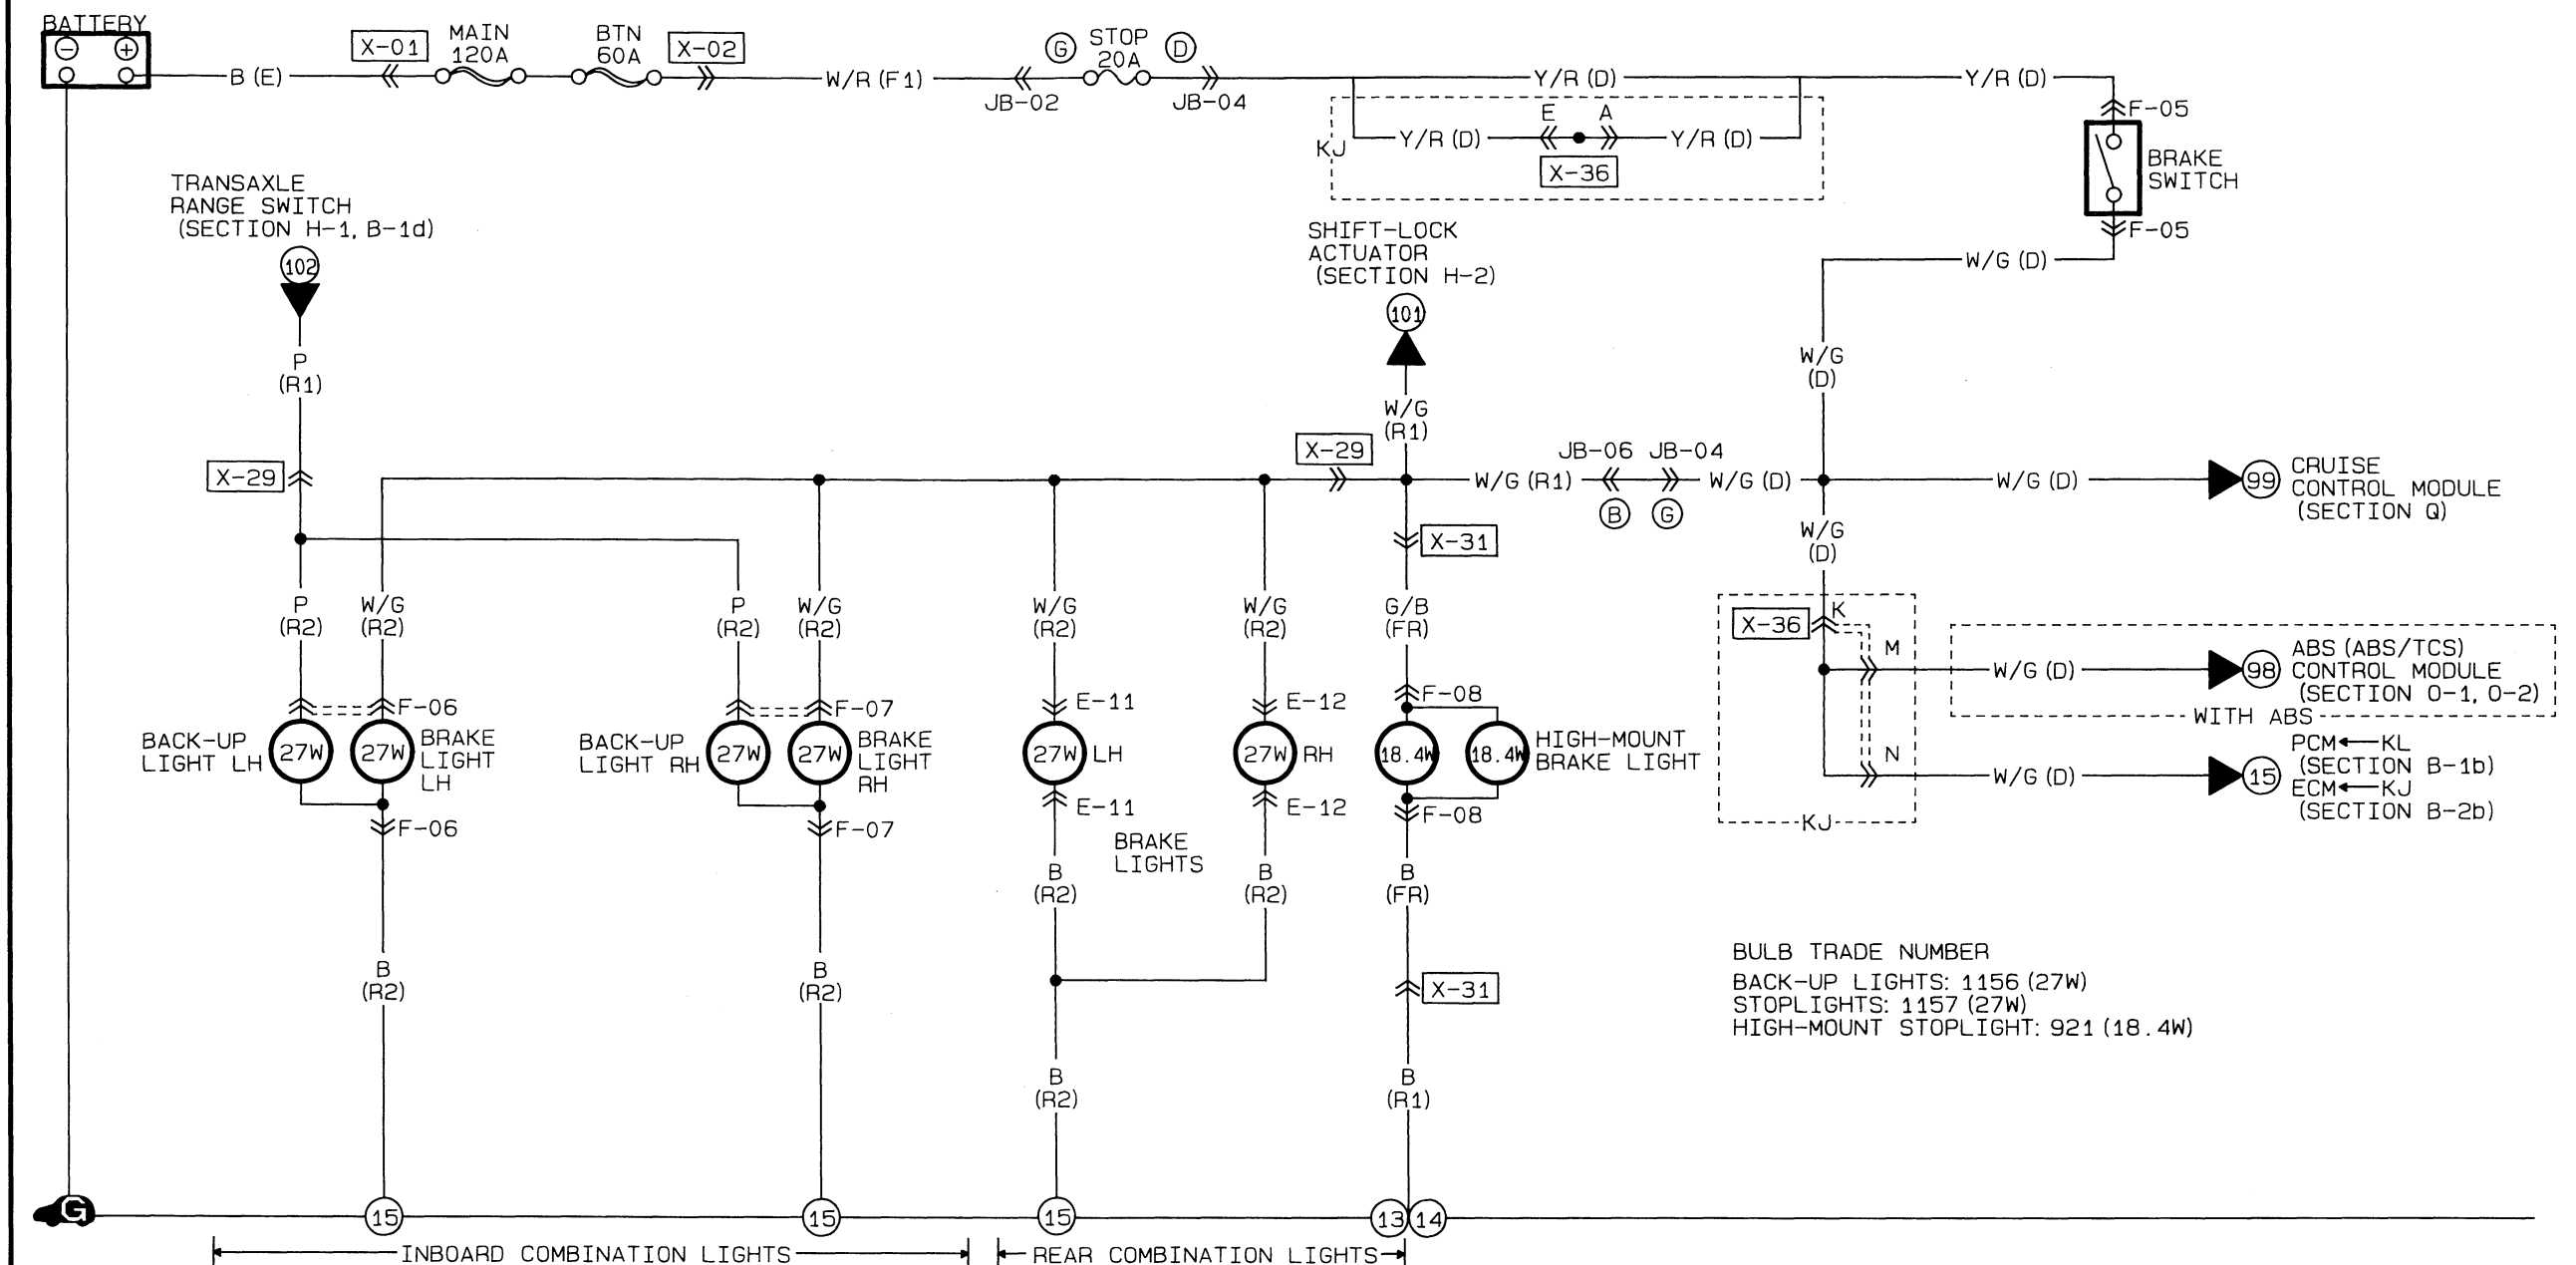 BATTERY
− +
B (E)
X-01
MAIN
120A
BTN
60A
X-02
W/R (F1)
JB-02
G
STOP
20A
D
JB-04
Y/R (D)
Y/R (D)
F-05
KJ
Y/R (D)
E
A
Y/R (D)
X-36
BRAKE
SWITCH
F-05
W/G (D)
TRANSAXLE
RANGE SWITCH
(SECTION H-1, B-1d)
102
P
(R1)
SHIFT-LOCK
ACTUATOR
(SECTION H-2)
101
W/G
(R1)
W/G
(D)
X-29
X-29
W/G (R1)
JB-06
JB-04
B
G
W/G (D)
W/G (D)
99
CRUISE
CONTROL MODULE
(SECTION Q)
X-31
W/G
(D)
P
(R2)
W/G
(R2)
P
(R2)
W/G
(R2)
W/G
(R2)
W/G
(R2)
G/B
(FR)
X-36
K
M
W/G (D)
98
ABS (ABS/TCS)
CONTROL MODULE
(SECTION O-1, O-2)
WITH ABS
F-06
F-07
E-11
E-12
F-08
BACK-UP
LIGHT LH
27W
27W
BRAKE
LIGHT
LH
BACK-UP
LIGHT RH
27W
27W
BRAKE
LIGHT
RH
27W
LH
27W
RH
18.4W
18.4W
HIGH-MOUNT
BRAKE LIGHT
N
W/G (D)
15
PCM←KL
(SECTION B-1b)
ECM←KJ
(SECTION B-2b)
KJ
F-06
F-07
E-11
E-12
F-08
BRAKE
LIGHTS
B
(R2)
B
(R2)
B
(FR)
B
(R2)
B
(R2)
X-31
BULB TRADE NUMBER
BACK-UP LIGHTS: 1156 (27W)
STOPLIGHTS: 1157 (27W)
HIGH-MOUNT STOPLIGHT: 921 (18.4W)
B
(R2)
B
(R1)
G
15
15
15
13
14
INBOARD COMBINATION LIGHTS
REAR COMBINATION LIGHTS